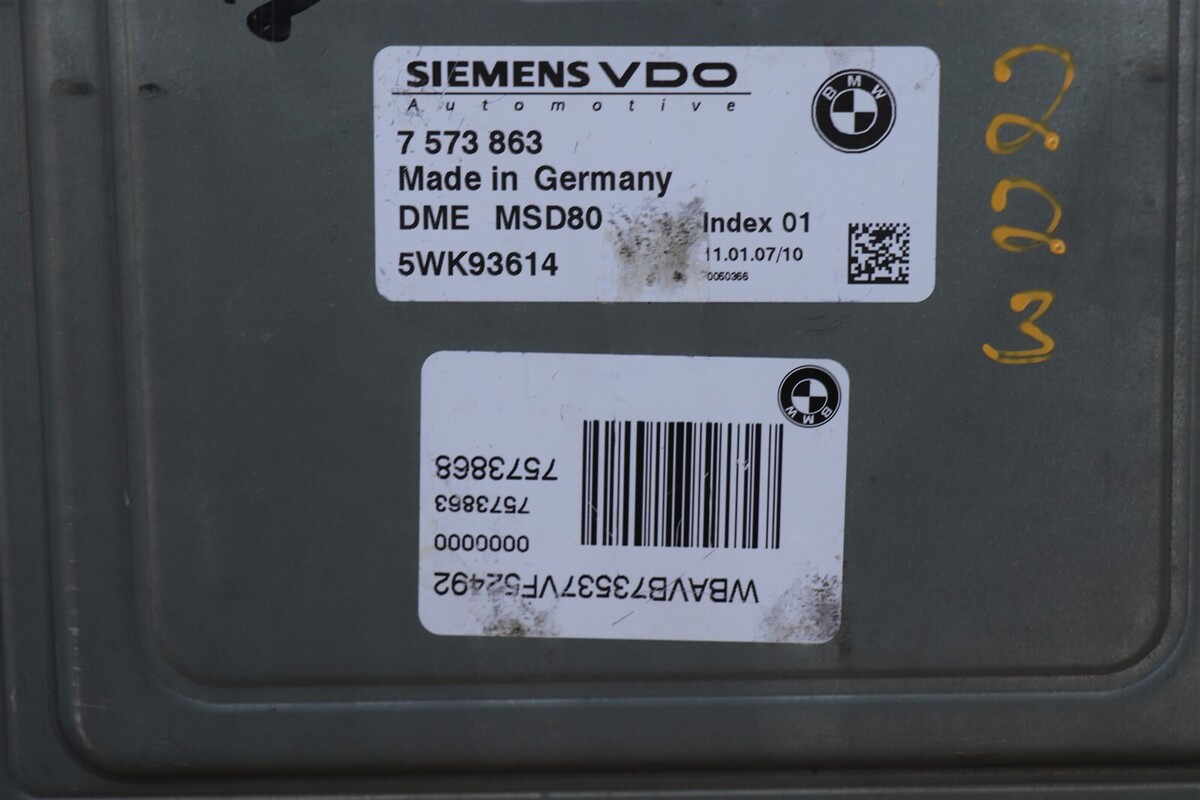 SIEMENS VDO
Automotive
BMW
7 573 863
Made in Germany
DME MSD80 Index 01
5WK93614 11.01.07/10
BMW
WBAVB73537VF52492
0000000
7573863
7573868